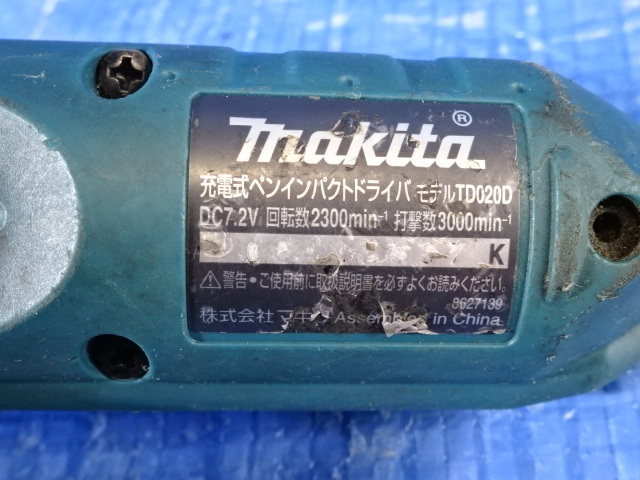 makita®
充電式ペンインパクトドライバ モデルTD020D
DC7.2V 回転数2300min⁻¹ 打撃数3000min⁻¹
K
⚠警告・ご使用前に取扱説明書を必ずよくお読みください。
8627139
株式会社 マキタ Assembled in China